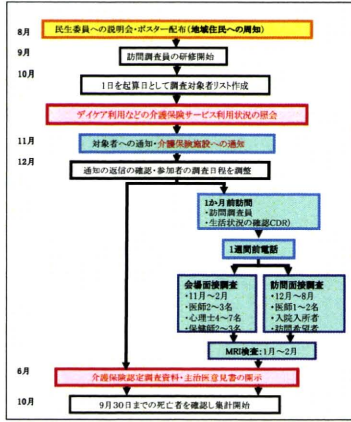 8月
民生委員への説明会・ポスター配布(地域住民への周知)
9月
訪問調査員の研修開始
10月
1日を起算日として調査対象者リスト作成
デイケア利用などの介護保険サービス利用状況の照会
11月
対象者への通知・介護保険施設への通知
12月
通知の返信の確認・参加者の調査日程を調整
1か月前訪問
・訪問調査員
・生活状況の確認CDR)
1週間前電話
会場面接調査
・11月~2月
・医師2~3名
・心理士4~7名
・保健師2~3名
訪問面接調査
・12月~8月
・医師1~2名
・入院入所者
・訪問希望者
MRI検査:1月~2月
6月
介護保険認定調査資料・主治医意見書の開示
10月
9月30日までの死亡者を確認し集計開始